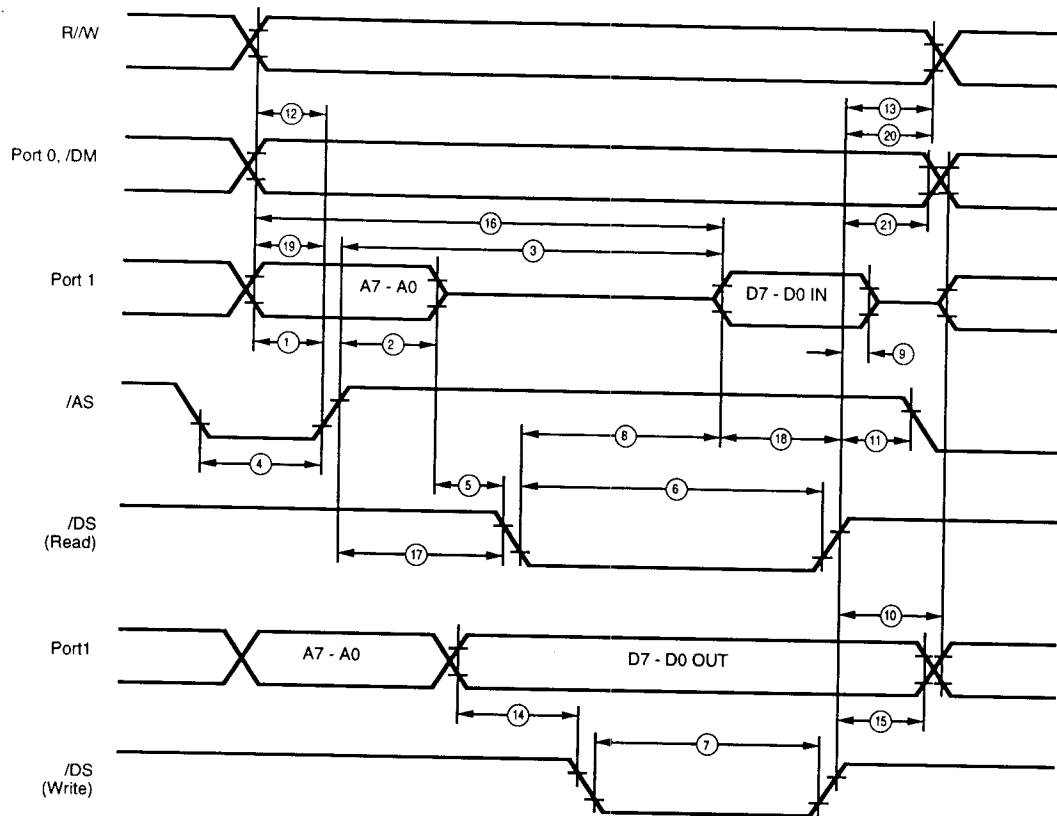 R//W
12
13
20
Port 0, /DM
16
21
19
3
Port 1
A7 - A0
D7 - D0 IN
1
2
9
/AS
8
18
11
4
5
6
/DS
(Read)
17
10
Port1
A7 - A0
D7 - D0 OUT
14
15
7
/DS
(Write)